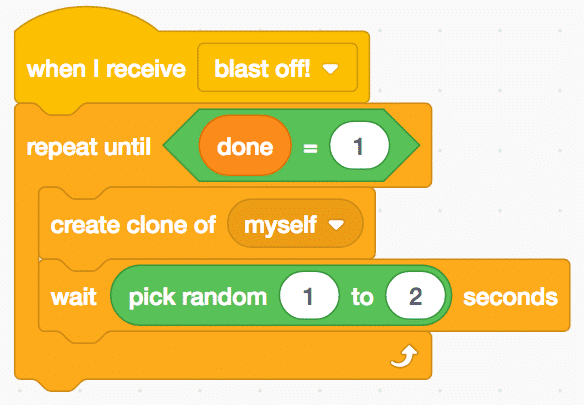 when I receive blast off!
repeat until done = 1
create clone of myself
wait pick random 1 to 2 seconds